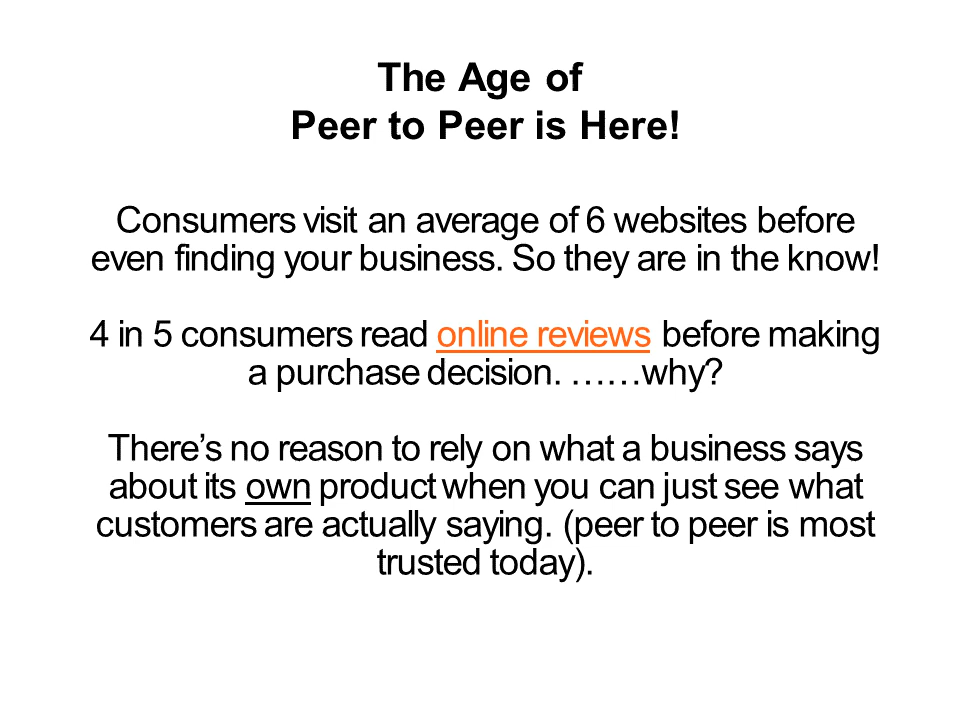 The Age of
Peer to Peer is Here!
Consumers visit an average of 6 websites before
even finding your business. So they are in the know!
4 in 5 consumers read online reviews before making
a purchase decision. ……why?
There’s no reason to rely on what a business says
about its own product when you can just see what
customers are actually saying. (peer to peer is most
trusted today).